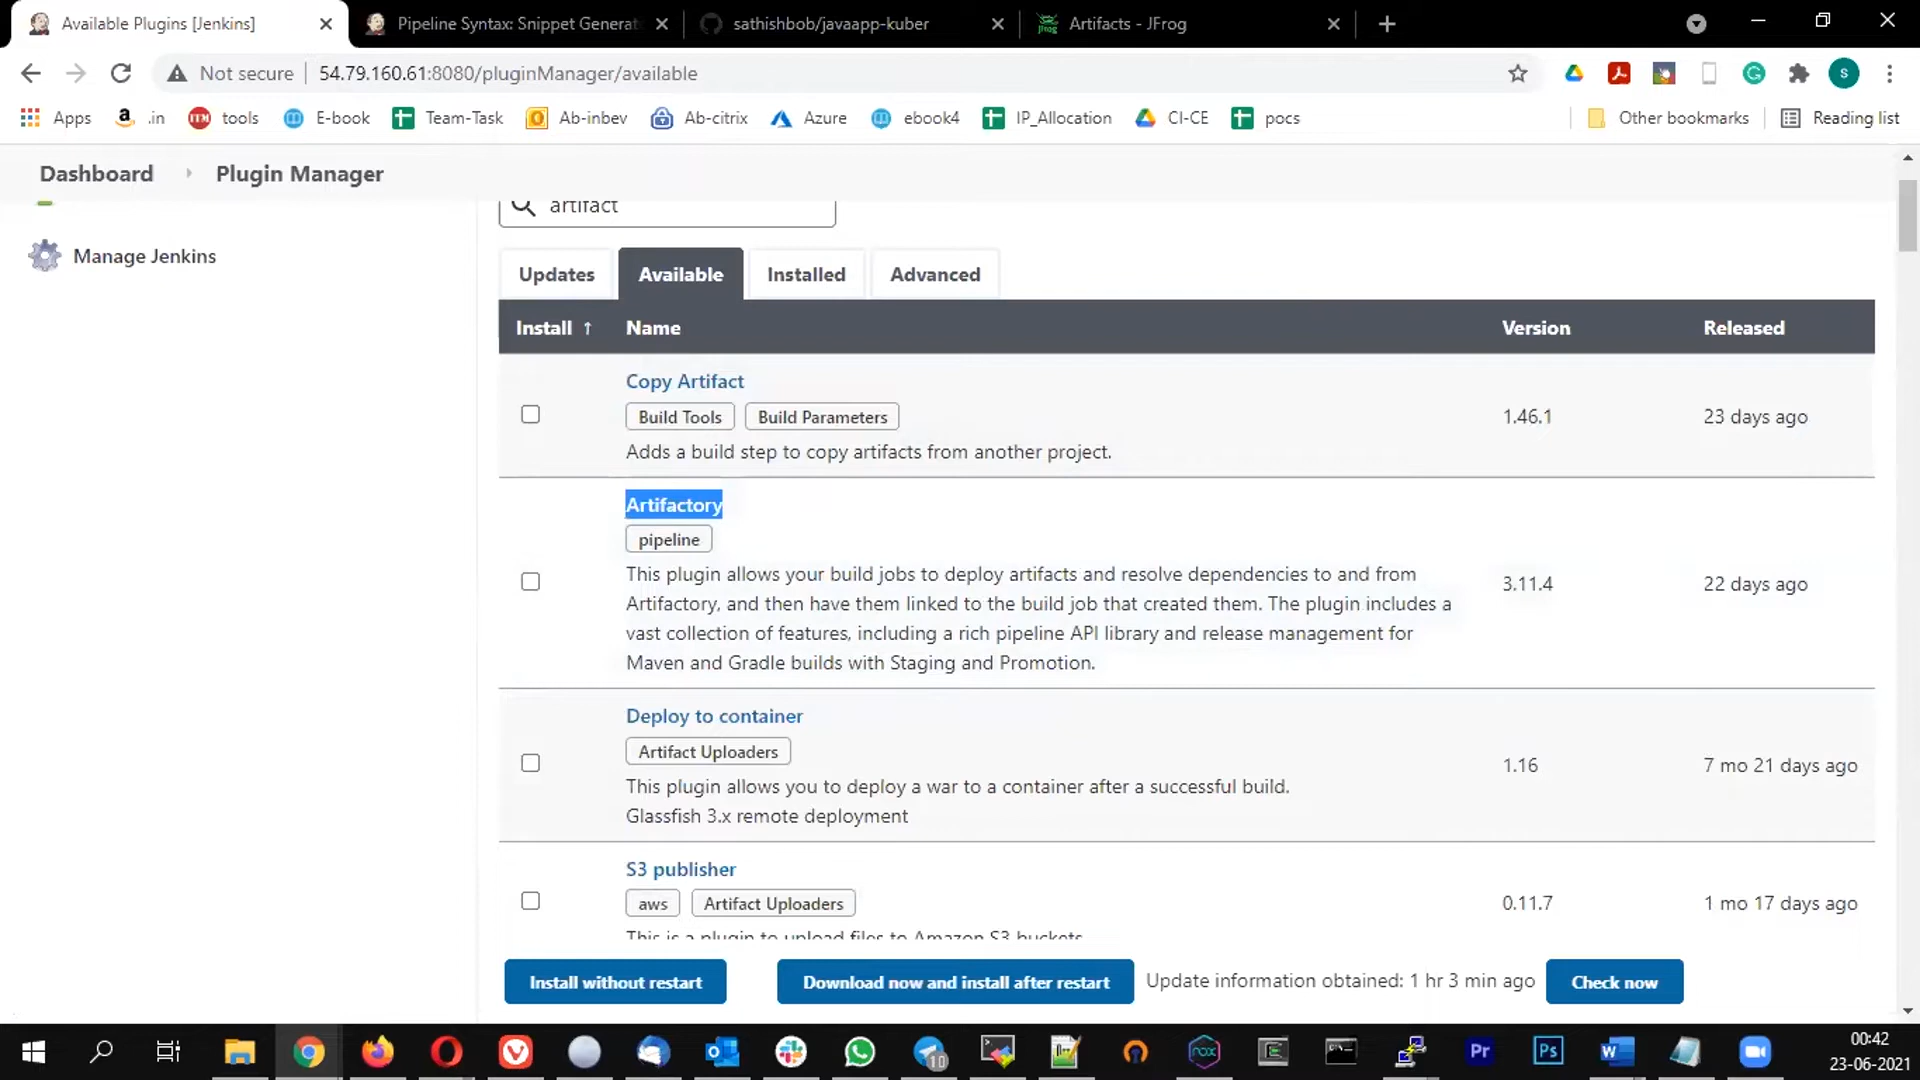 Available Plugins [Jenkins]
Pipeline Syntax: Snippet Generat
sathishbob/javaapp-kuber
Artifacts - JFrog
Not secure
54.79.160.61:8080/pluginManager/available
S
Apps
.in
tools
E-book
Team-Task
Ab-inbev
Ab-citrix
Azure
ebook4
IP_Allocation
CI-CE
pocs
Other bookmarks
Reading list
Dashboard
Plugin Manager
artifact
Manage Jenkins
Updates
Available
Installed
Advanced
Install ↑
Name
Version
Released
Copy Artifact
Build Tools
Build Parameters
1.46.1
23 days ago
Adds a build step to copy artifacts from another project.
Artifactory
pipeline
This plugin allows your build jobs to deploy artifacts and resolve dependencies to and from
3.11.4
22 days ago
Artifactory, and then have them linked to the build job that created them. The plugin includes a
vast collection of features, including a rich pipeline API library and release management for
Maven and Gradle builds with Staging and Promotion.
Deploy to container
Artifact Uploaders
1.16
7 mo 21 days ago
This plugin allows you to deploy a war to a container after a successful build.
Glassfish 3.x remote deployment
S3 publisher
aws
Artifact Uploaders
0.11.7
1 mo 17 days ago
This is a plugin to upload files to Amazon S3 buckets.
Install without restart
Download now and install after restart
Update information obtained: 1 hr 3 min ago
Check now
10
nox
Pr
Ps
00:42
23-06-2021